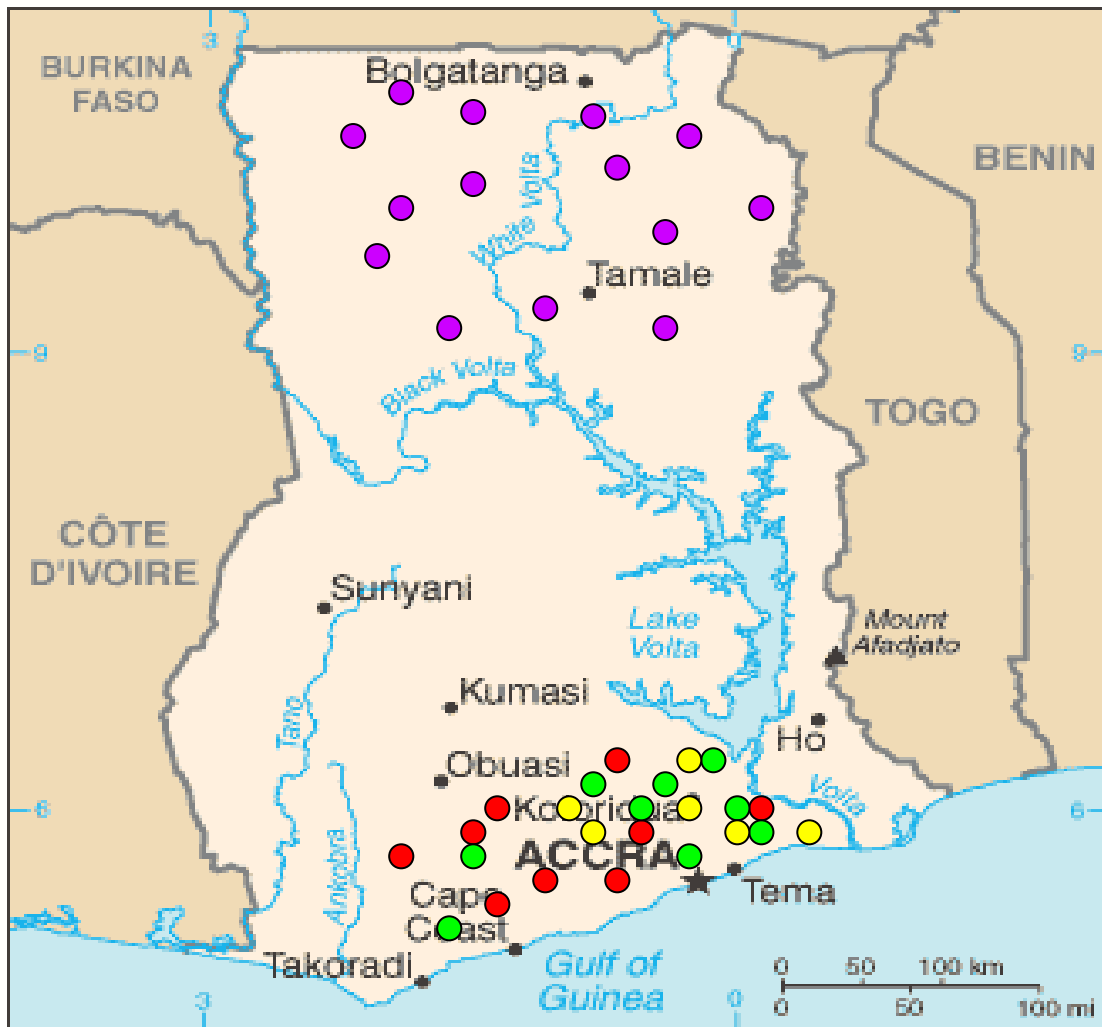 3
0
BURKINA
FASO
Bolgatanga
BENIN
White Volta
Tamale
9
9
Black Volta
TOGO
CÔTE
D'IVOIRE
Sunyani
Lake
Volta
Mount
Afadjato
Kumasi
Tano
Ho
Obuasi
Volta
6
6
ACCRA
Ankobra
Cape
Coast
Tema
Takoradi
Gulf of
Guinea
0 50 100 km
0 50 100 mi
3
0